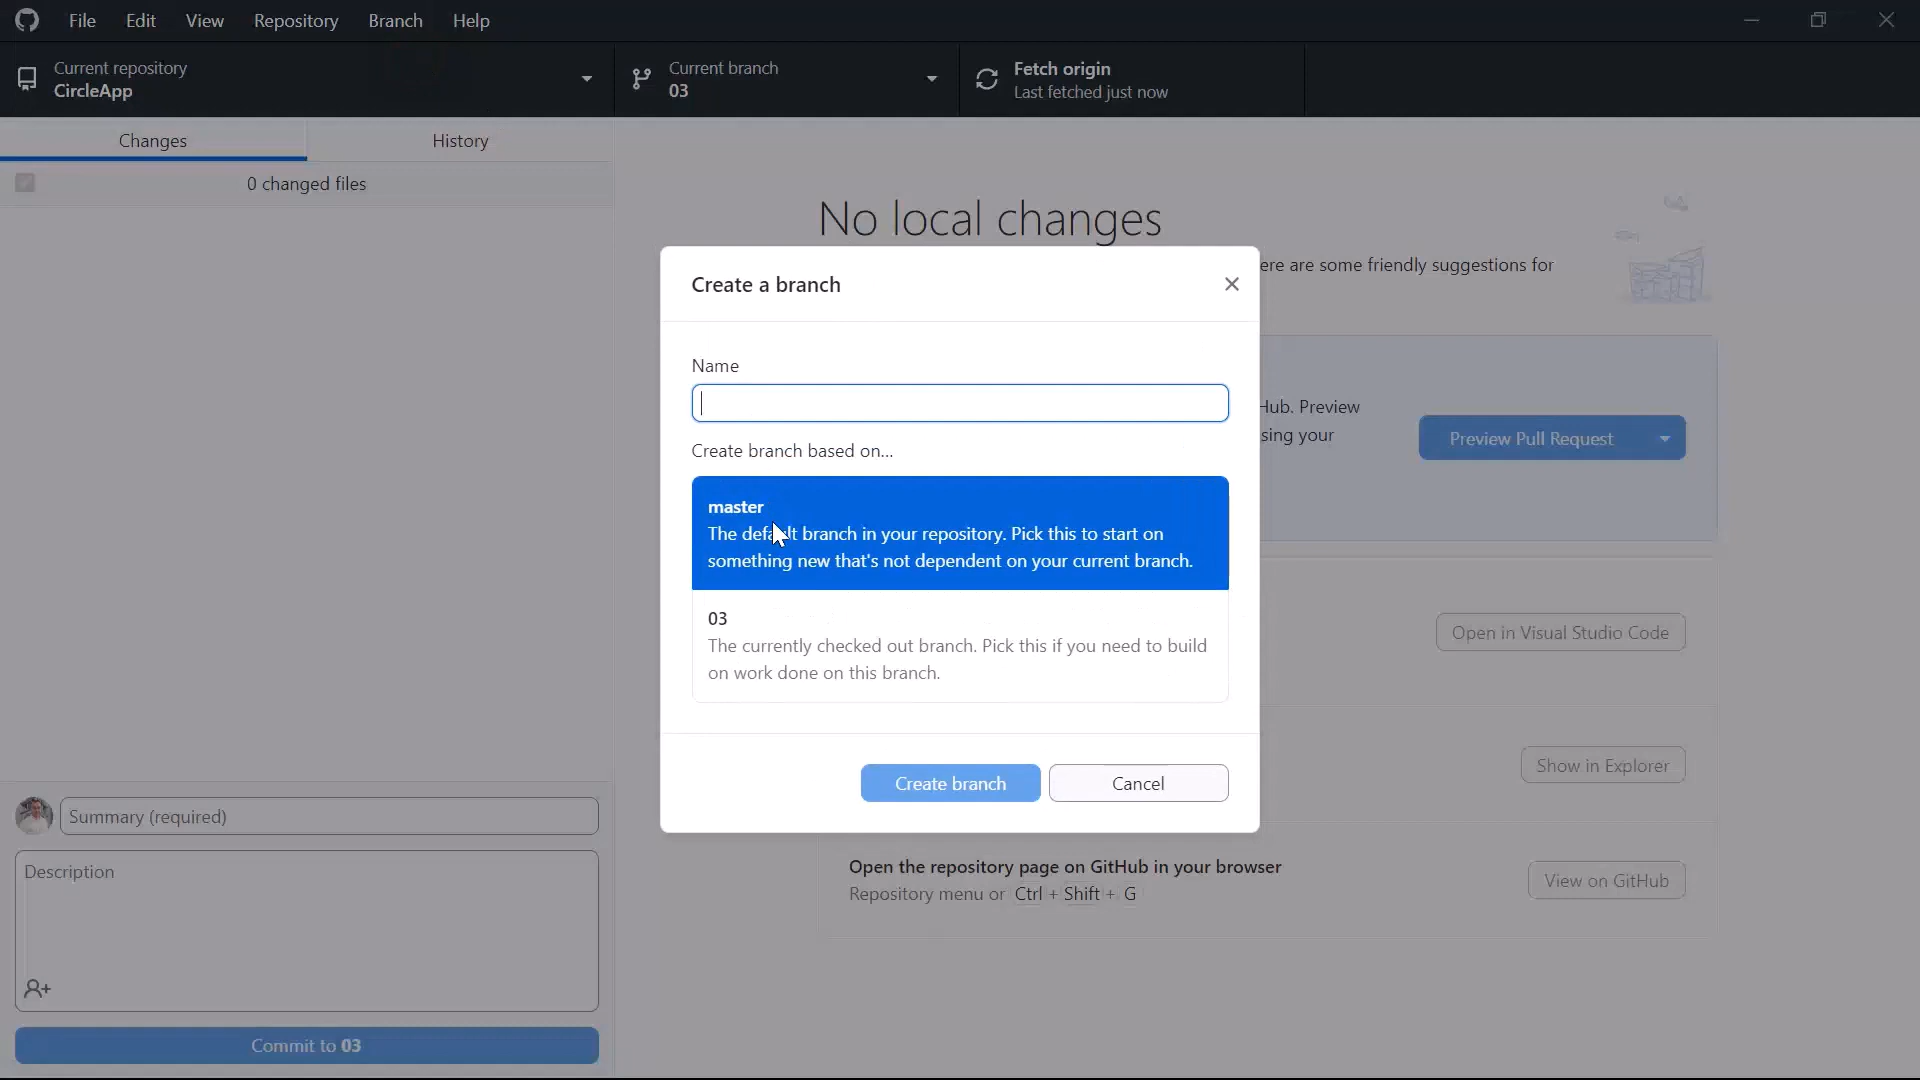 File Edit View Repository Branch Help
Current repository
CircleApp
Current branch
03
Fetch origin
Last fetched just now
Changes
History
0 changed files
No local changes
ere are some friendly suggestions for
Create a branch
Name
Hub. Preview
sing your
Preview Pull Request
Create branch based on...
master
The default branch in your repository. Pick this to start on
something new that's not dependent on your current branch.
03
The currently checked out branch. Pick this if you need to build
on work done on this branch.
Open in Visual Studio Code
Show in Explorer
Create branch
Cancel
Summary (required)
Description
Open the repository page on GitHub in your browser
Repository menu or Ctrl + Shift + G
View on GitHub
Commit to 03